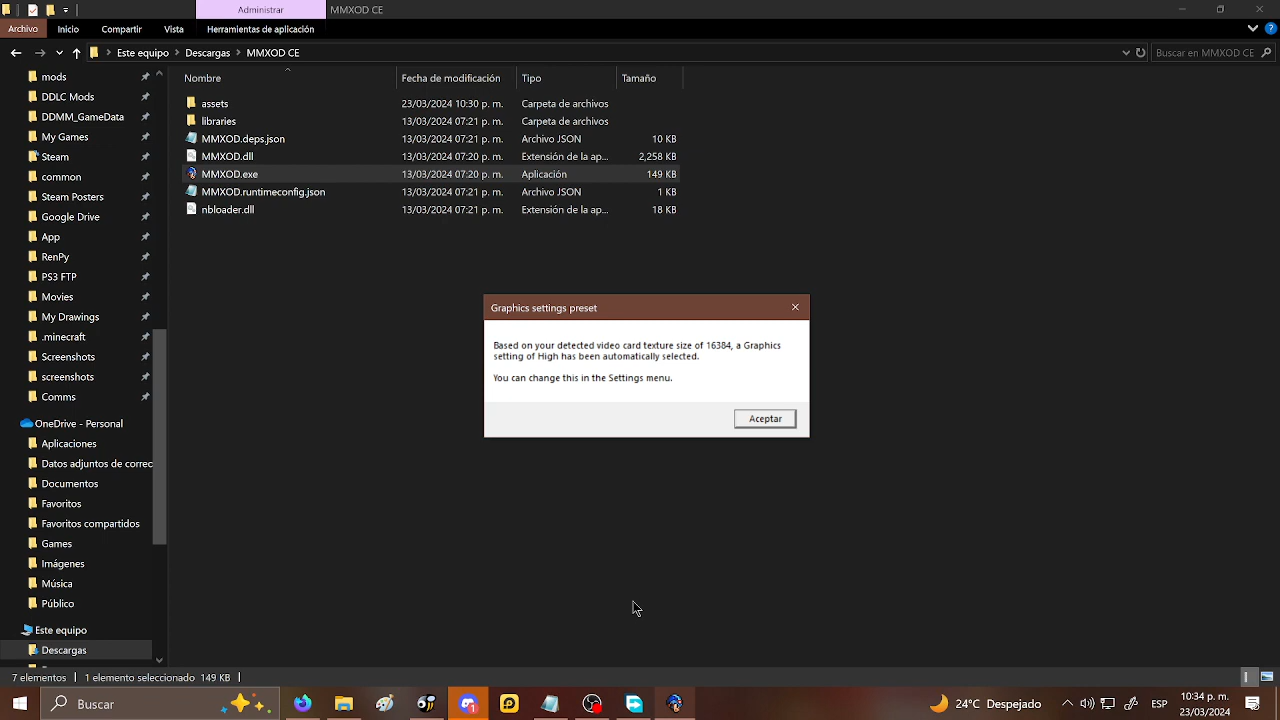 Administrar MMXOD CE
Archivo Inicio Compartir Vista Herramientas de aplicación
Este equipo Descargas MMXOD CE Buscar en MMXOD CE
Nombre Fecha de modificación Tipo Tamaño
mods
DDLC Mods
DDMM_GameData
My Games
Steam
common
Steam Posters
Google Drive
App
RenPy
PS3 FTP
Movies
My Drawings
.minecraft
Screenshots
screenshots
Comms
OneDrive - Personal
Aplicaciones
Datos adjuntos de correo
Documentos
Favoritos
Favoritos compartidos
Games
Imágenes
Música
Público
Este equipo
Descargas
assets 23/03/2024 10:30 p. m. Carpeta de archivos
libraries 13/03/2024 07:21 p. m. Carpeta de archivos
MMXOD.deps.json 13/03/2024 07:21 p. m. Archivo JSON 10 KB
MMXOD.dll 13/03/2024 07:20 p. m. Extensión de la ap... 2,258 KB
MMXOD.exe 13/03/2024 07:20 p. m. Aplicación 149 KB
MMXOD.runtimeconfig.json 13/03/2024 07:21 p. m. Archivo JSON 1 KB
nbloader.dll 13/03/2024 07:21 p. m. Extensión de la ap... 18 KB
Graphics settings preset
Based on your detected video card texture size of 16384, a Graphics
setting of High has been automatically selected.
You can change this in the Settings menu.
Aceptar
7 elementos 1 elemento seleccionado 149 KB
Buscar 24°C Despejado ESP 10:34 p. m.
23/03/2024